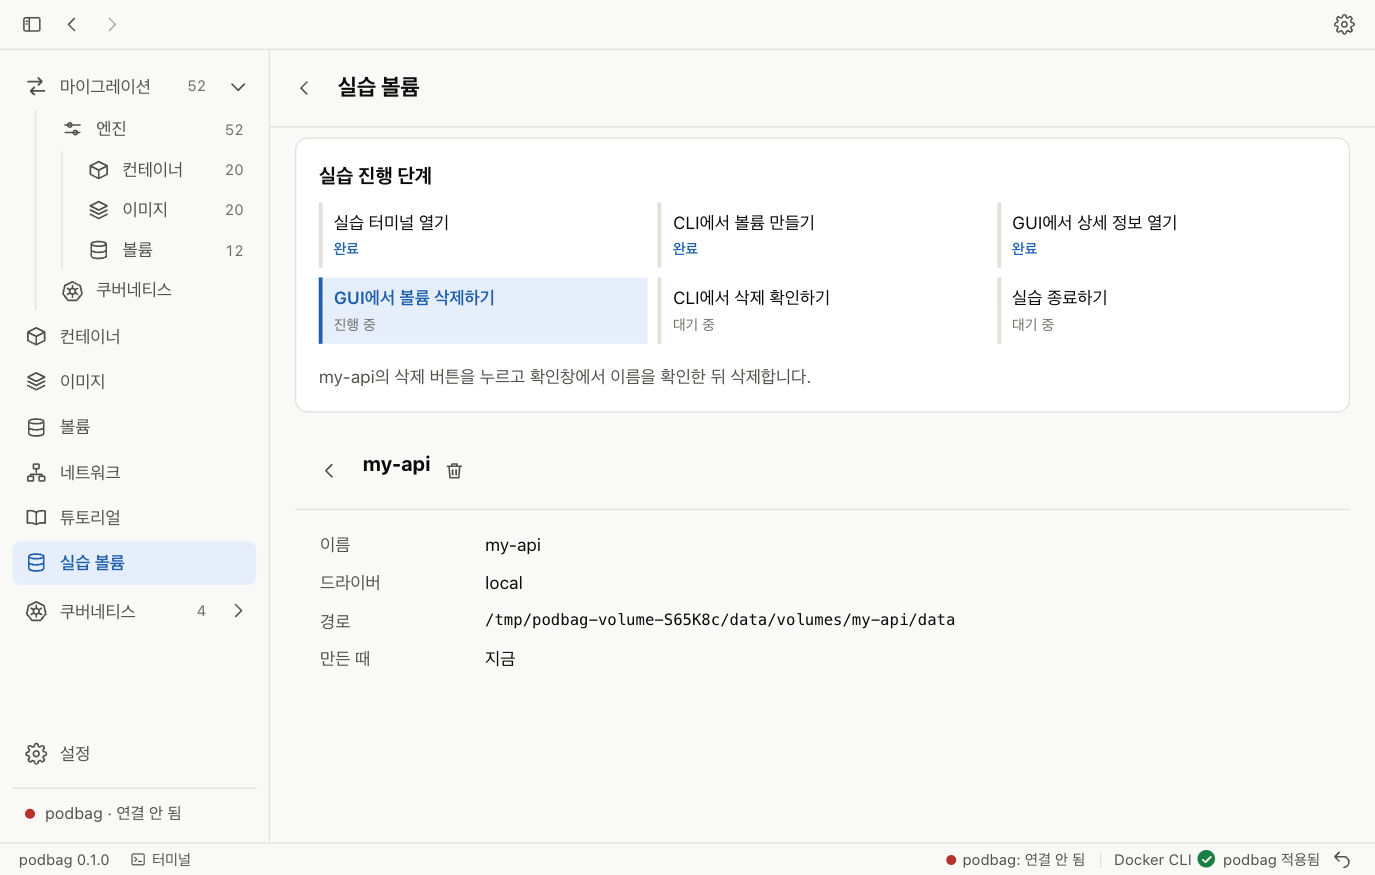 마이그레이션 52
엔진 52
컨테이너 20
이미지 20
볼륨 12
쿠버네티스
컨테이너
이미지
볼륨
네트워크
튜토리얼
실습 볼륨
쿠버네티스 4
설정
podbag · 연결 안 됨
실습 볼륨
실습 진행 단계
실습 터미널 열기
완료
CLI에서 볼륨 만들기
완료
GUI에서 상세 정보 열기
완료
GUI에서 볼륨 삭제하기
진행 중
CLI에서 삭제 확인하기
대기 중
실습 종료하기
대기 중
my-api의 삭제 버튼을 누르고 확인창에서 이름을 확인한 뒤 삭제합니다.
my-api
이름 my-api
드라이버 local
경로 /tmp/podbag-volume-S65K8c/data/volumes/my-api/data
만든 때 지금
podbag 0.1.0 터미널 podbag: 연결 안 됨 Docker CLI podbag 적용됨